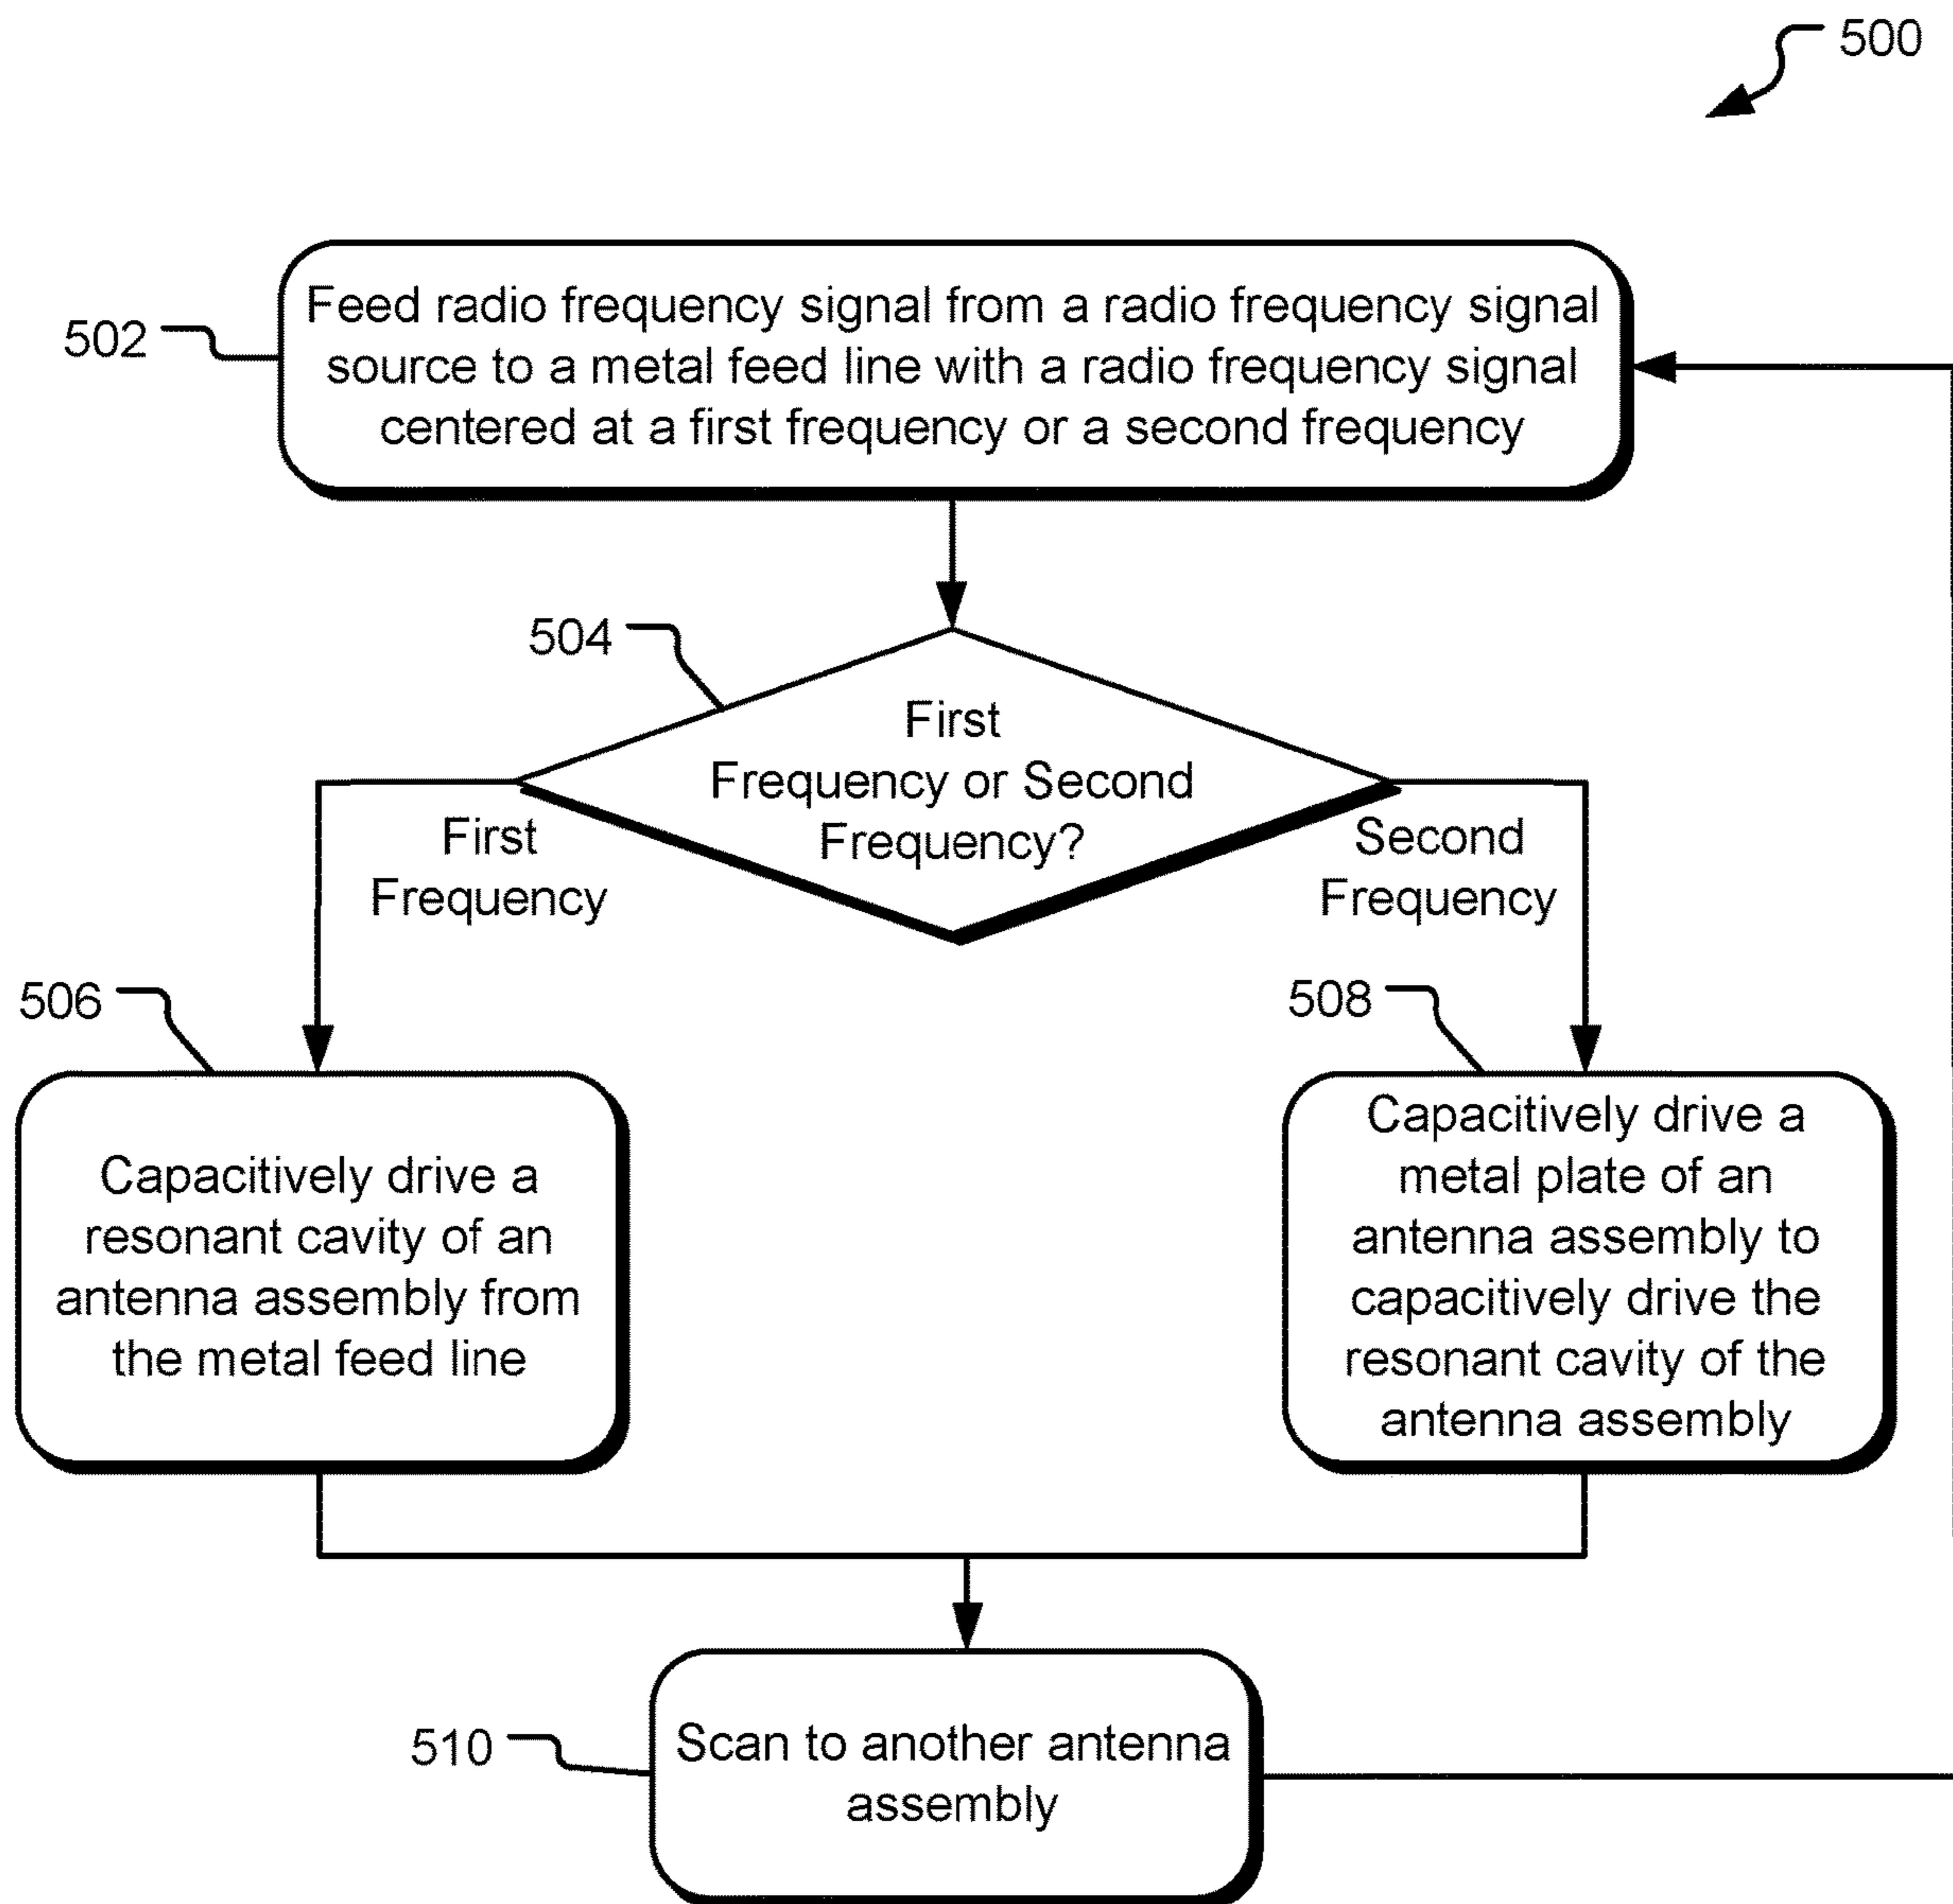 500
502
Feed radio frequency signal from a radio frequency signal
source to a metal feed line with a radio frequency signal
centered at a first frequency or a second frequency
504
First
Frequency or Second
Frequency?
First
Frequency
Second
Frequency
506
Capacitively drive a
resonant cavity of an
antenna assembly from
the metal feed line
508
Capacitively drive a
metal plate of an
antenna assembly to
capacitively drive the
resonant cavity of the
antenna assembly
510
Scan to another antenna
assembly